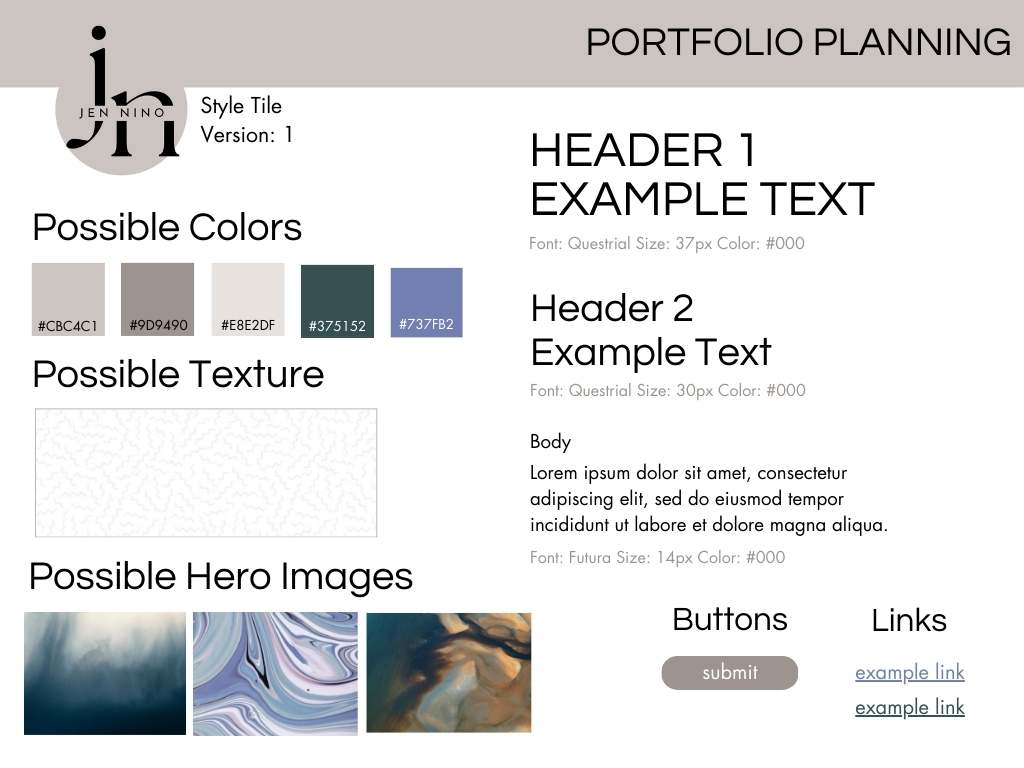 PORTFOLIO PLANNING
jn
JEN NINO
Style Tile
Version: 1
Possible Colors
#CBC4C1
#9D9490
#E8E2DF
#375152
#737FB2
Possible Texture
Possible Hero Images
HEADER 1
EXAMPLE TEXT
Font: Questrial Size: 37px Color: #000
Header 2
Example Text
Font: Questrial Size: 30px Color: #000
Body
Lorem ipsum dolor sit amet, consectetur
adipiscing elit, sed do eiusmod tempor
incididunt ut labore et dolore magna aliqua.
Font: Futura Size: 14px Color: #000
Buttons
submit
Links
example link
example link